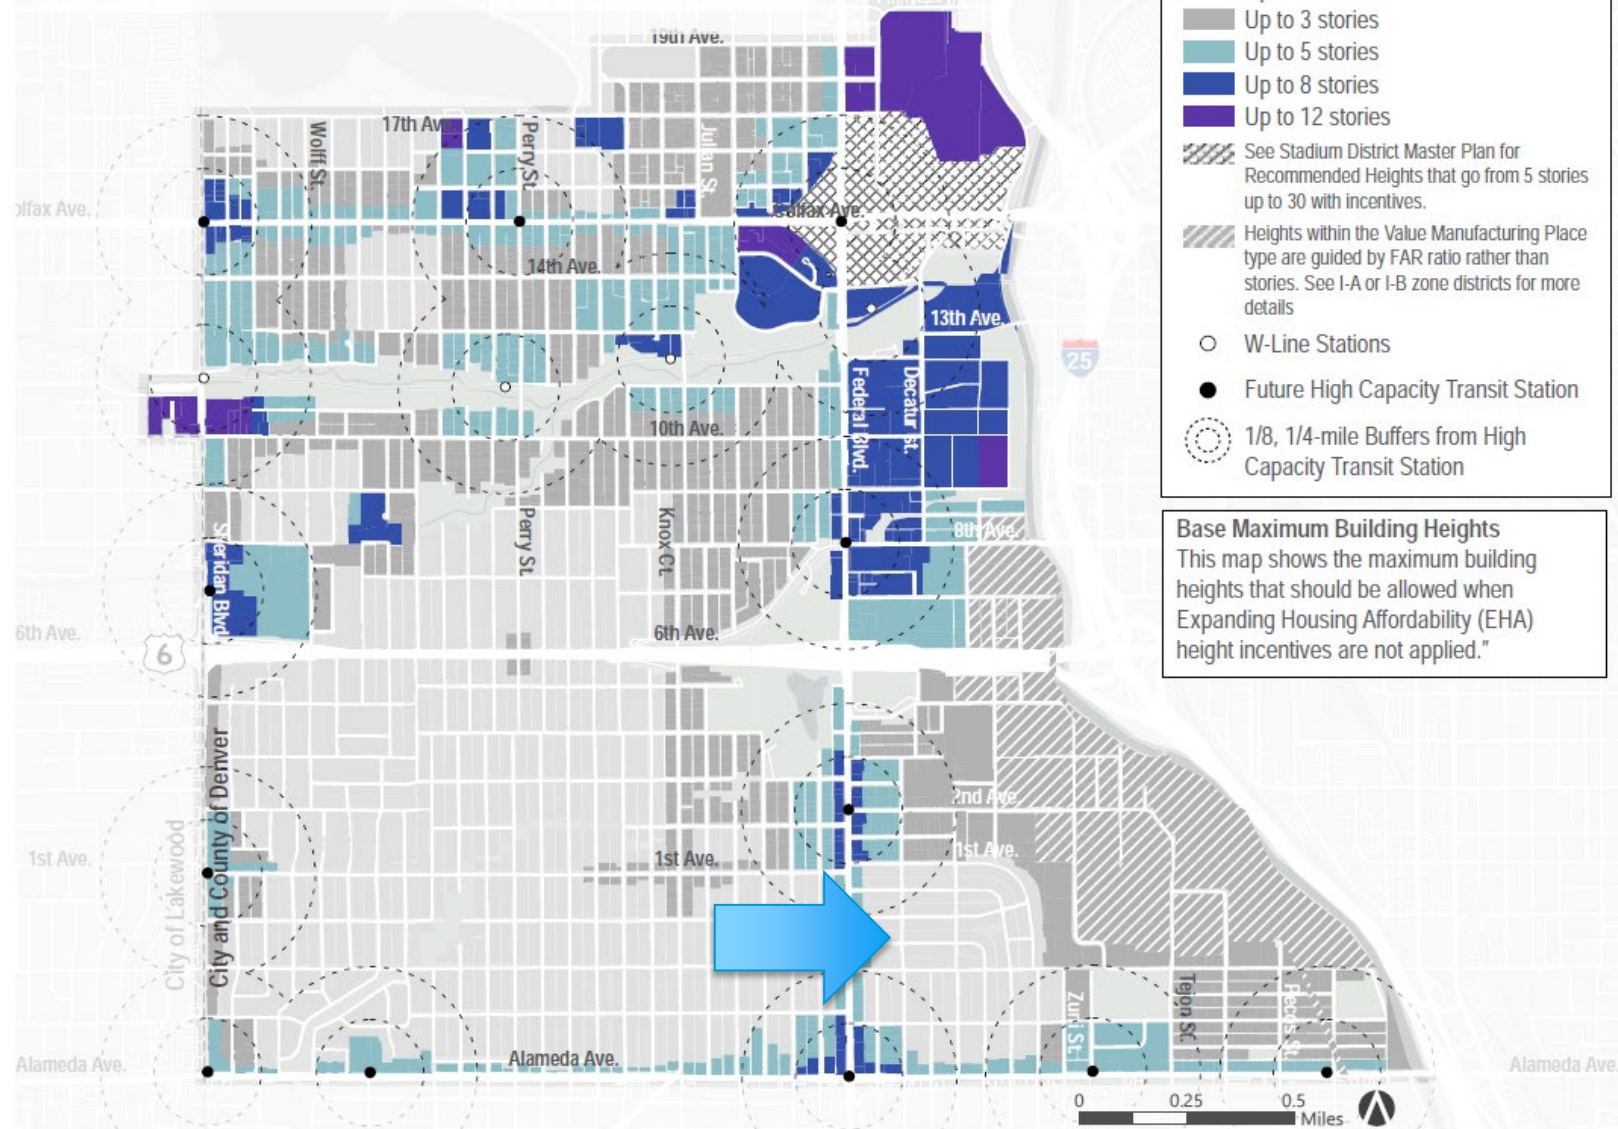 Up to 3 stories
Up to 5 stories
Up to 8 stories
Up to 12 stories
See Stadium District Master Plan for
Recommended Heights that go from 5 stories
up to 30 with incentives.
Heights within the Value Manufacturing Place
type are guided by FAR ratio rather than
stories. See I-A or I-B zone districts for more
details
W-Line Stations
Future High Capacity Transit Station
1/8, 1/4-mile Buffers from High
Capacity Transit Station
Base Maximum Building Heights
This map shows the maximum building
heights that should be allowed when
Expanding Housing Affordability (EHA)
height incentives are not applied.”
19th Ave.
17th Ave.
Wolff St.
Perry St.
Julian St.
olfax Ave.
Colfax Ave.
14th Ave.
13th Ave.
25
Federal Blvd.
Decatur St.
10th Ave.
8th Ave.
Sheridan Blvd.
Perry St.
Knox Ct.
6th Ave.
6
6th Ave.
City of Lakewood
City and County of Denver
2nd Ave.
1st Ave.
1st Ave.
1st Ave.
Zuni St.
Tejon St.
Pecos St.
Alameda Ave.
Alameda Ave.
Alameda Ave
0 0.25 0.5
Miles